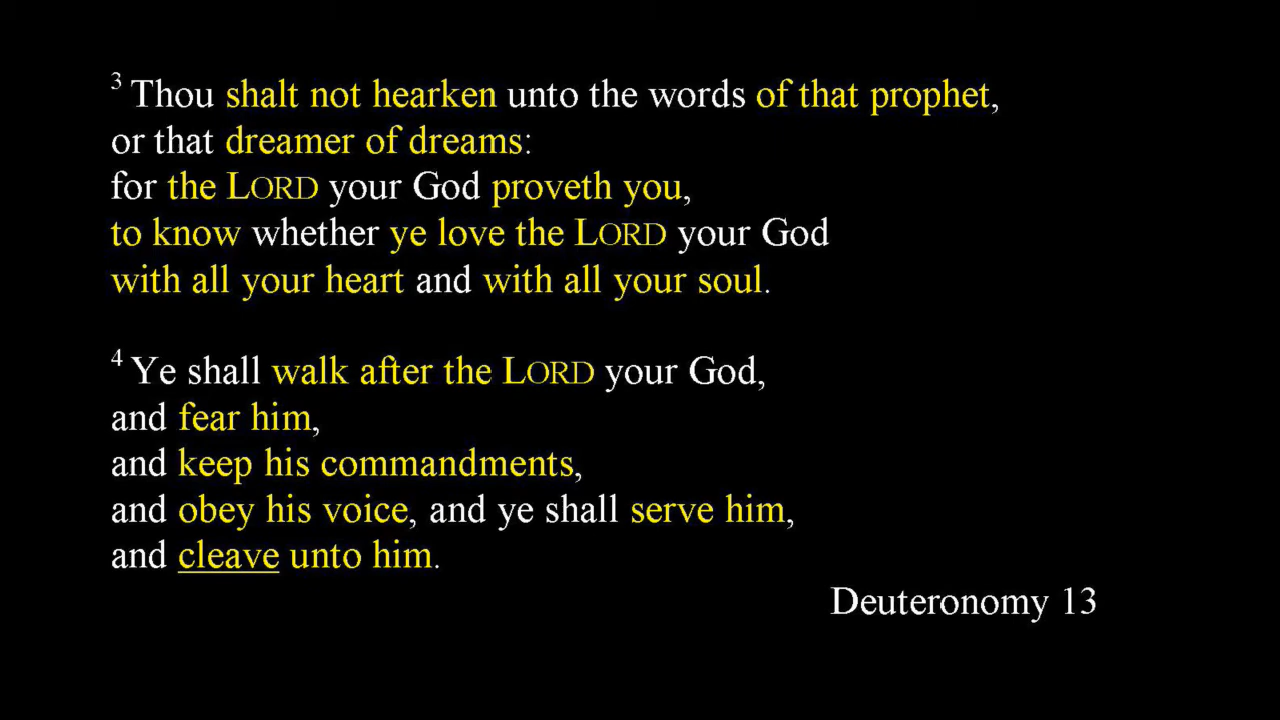 3 Thou shalt not hearken unto the words of that prophet,
or that dreamer of dreams:
for the LORD your God proveth you,
to know whether ye love the LORD your God
with all your heart and with all your soul.
4 Ye shall walk after the LORD your God,
and fear him,
and keep his commandments,
and obey his voice, and ye shall serve him,
and cleave unto him.
Deuteronomy 13